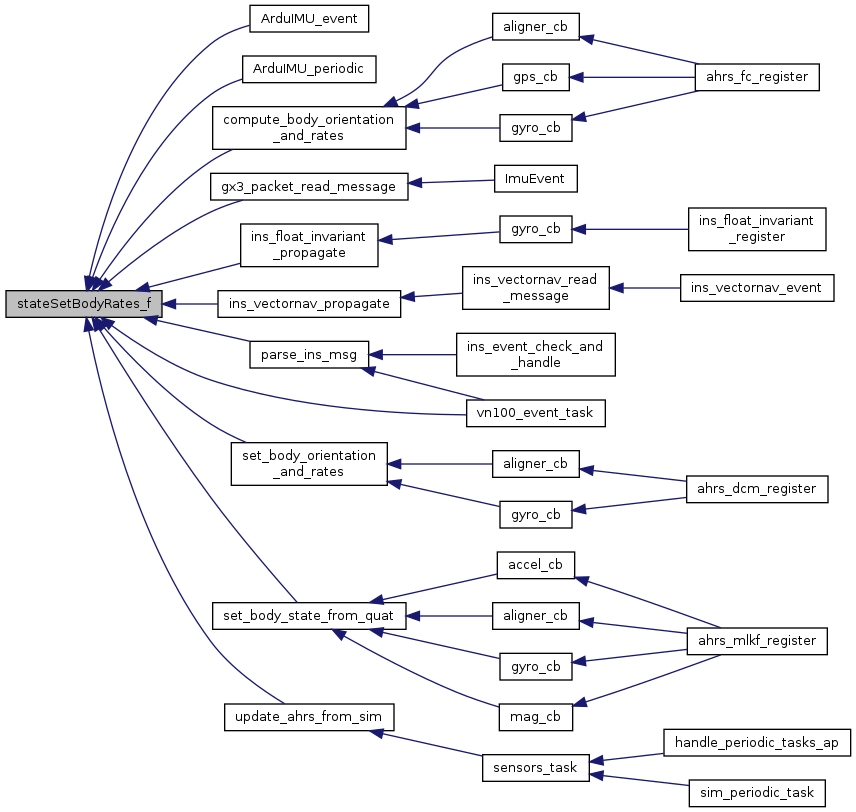 stateSetBodyRates_f
ArduIMU_event
ArduIMU_periodic
compute_body_orientation
_and_rates
aligner_cb
gps_cb
gyro_cb
ahrs_fc_register
gx3_packet_read_message
ImuEvent
ins_float_invariant
_propagate
gyro_cb
ins_float_invariant
_register
ins_vectornav_propagate
ins_vectornav_read
_message
ins_vectornav_event
parse_ins_msg
ins_event_check_and
_handle
vn100_event_task
set_body_orientation
_and_rates
aligner_cb
gyro_cb
ahrs_dcm_register
set_body_state_from_quat
accel_cb
aligner_cb
gyro_cb
mag_cb
ahrs_mlkf_register
update_ahrs_from_sim
sensors_task
handle_periodic_tasks_ap
sim_periodic_task